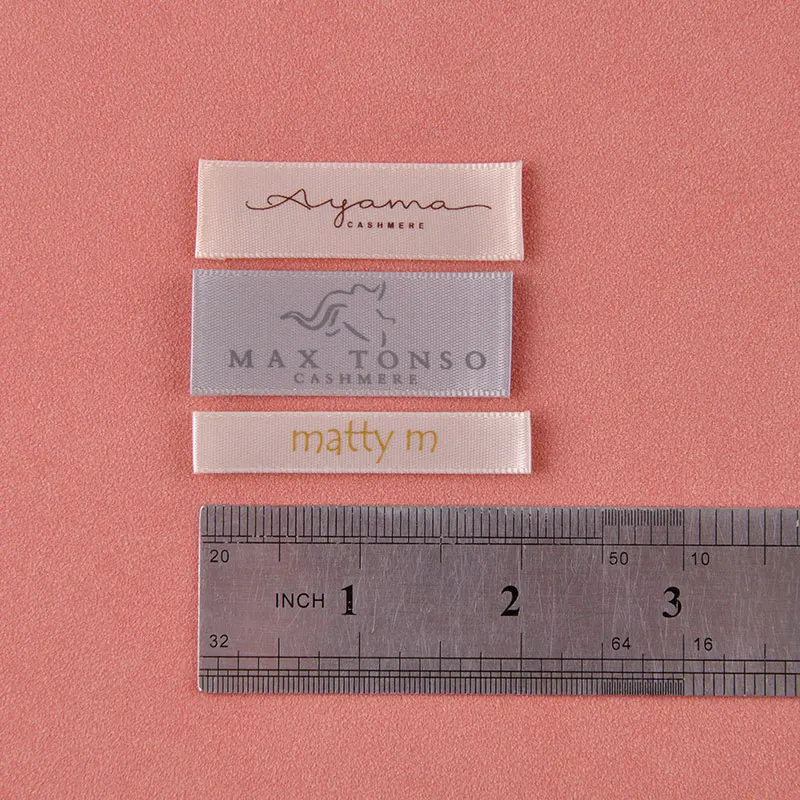 Ayama
CASHMERE
MAX TONSO
CASHMERE
matty m
20 50 10
INCH 1 2 3
32 64 16